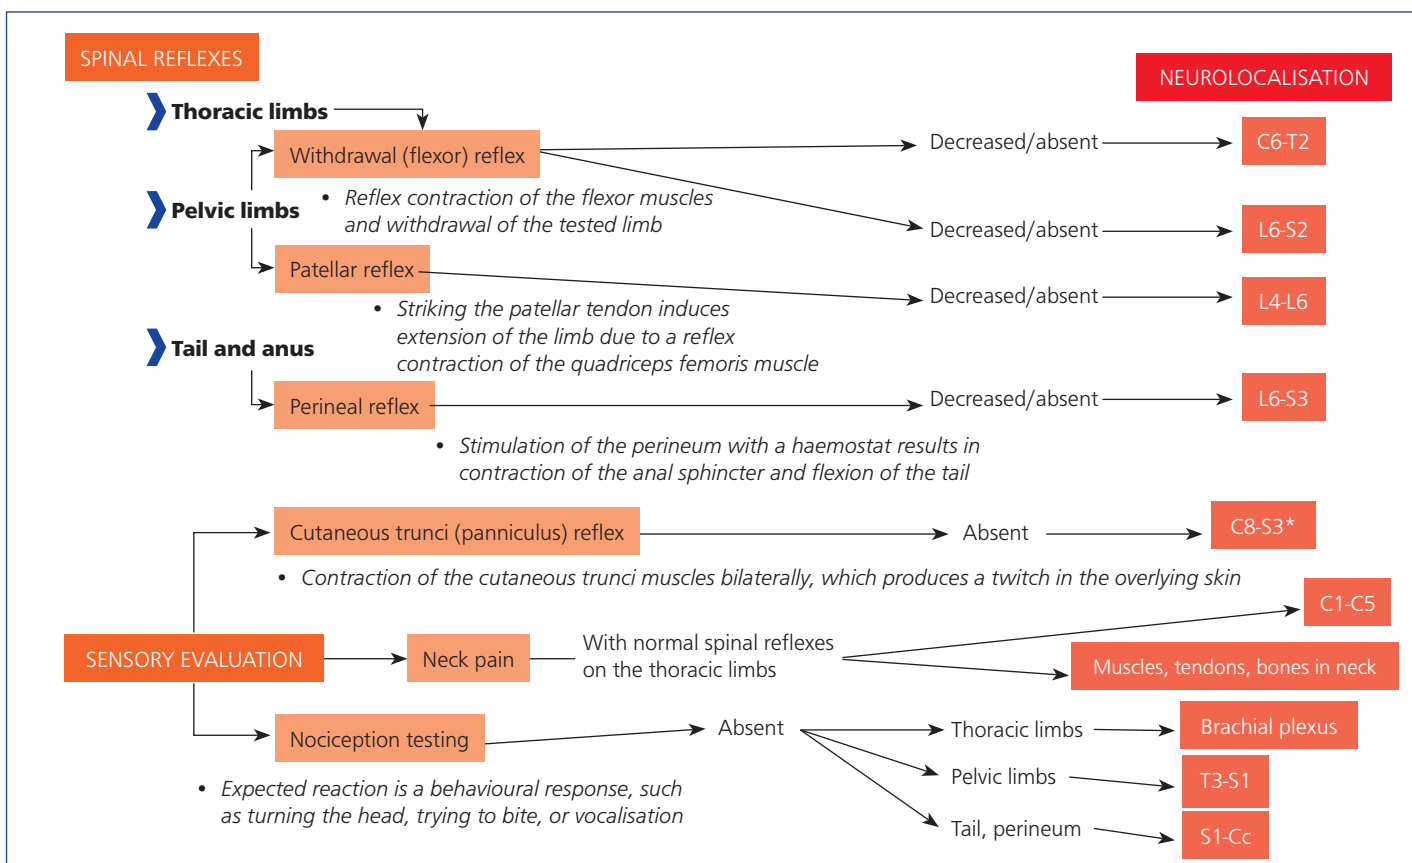 SPINAL REFLEXES
NEUROLOCALISATION
Thoracic limbs
Withdrawal (flexor) reflex
Decreased/absent
C6-T2
• Reflex contraction of the flexor muscles
and withdrawal of the tested limb
Pelvic limbs
Decreased/absent
L6-S2
Patellar reflex
Decreased/absent
L4-L6
• Striking the patellar tendon induces
extension of the limb due to a reflex
contraction of the quadriceps femoris muscle
Tail and anus
Perineal reflex
Decreased/absent
L6-S3
• Stimulation of the perineum with a haemostat results in
contraction of the anal sphincter and flexion of the tail
Cutaneous trunci (panniculus) reflex
Absent
C8-S3*
• Contraction of the cutaneous trunci muscles bilaterally, which produces a twitch in the overlying skin
SENSORY EVALUATION
Neck pain
With normal spinal reflexes
on the thoracic limbs
C1-C5
Muscles, tendons, bones in neck
Nociception testing
Absent
Thoracic limbs
Brachial plexus
Pelvic limbs
T3-S1
Tail, perineum
S1-Cc
• Expected reaction is a behavioural response, such
as turning the head, trying to bite, or vocalisation